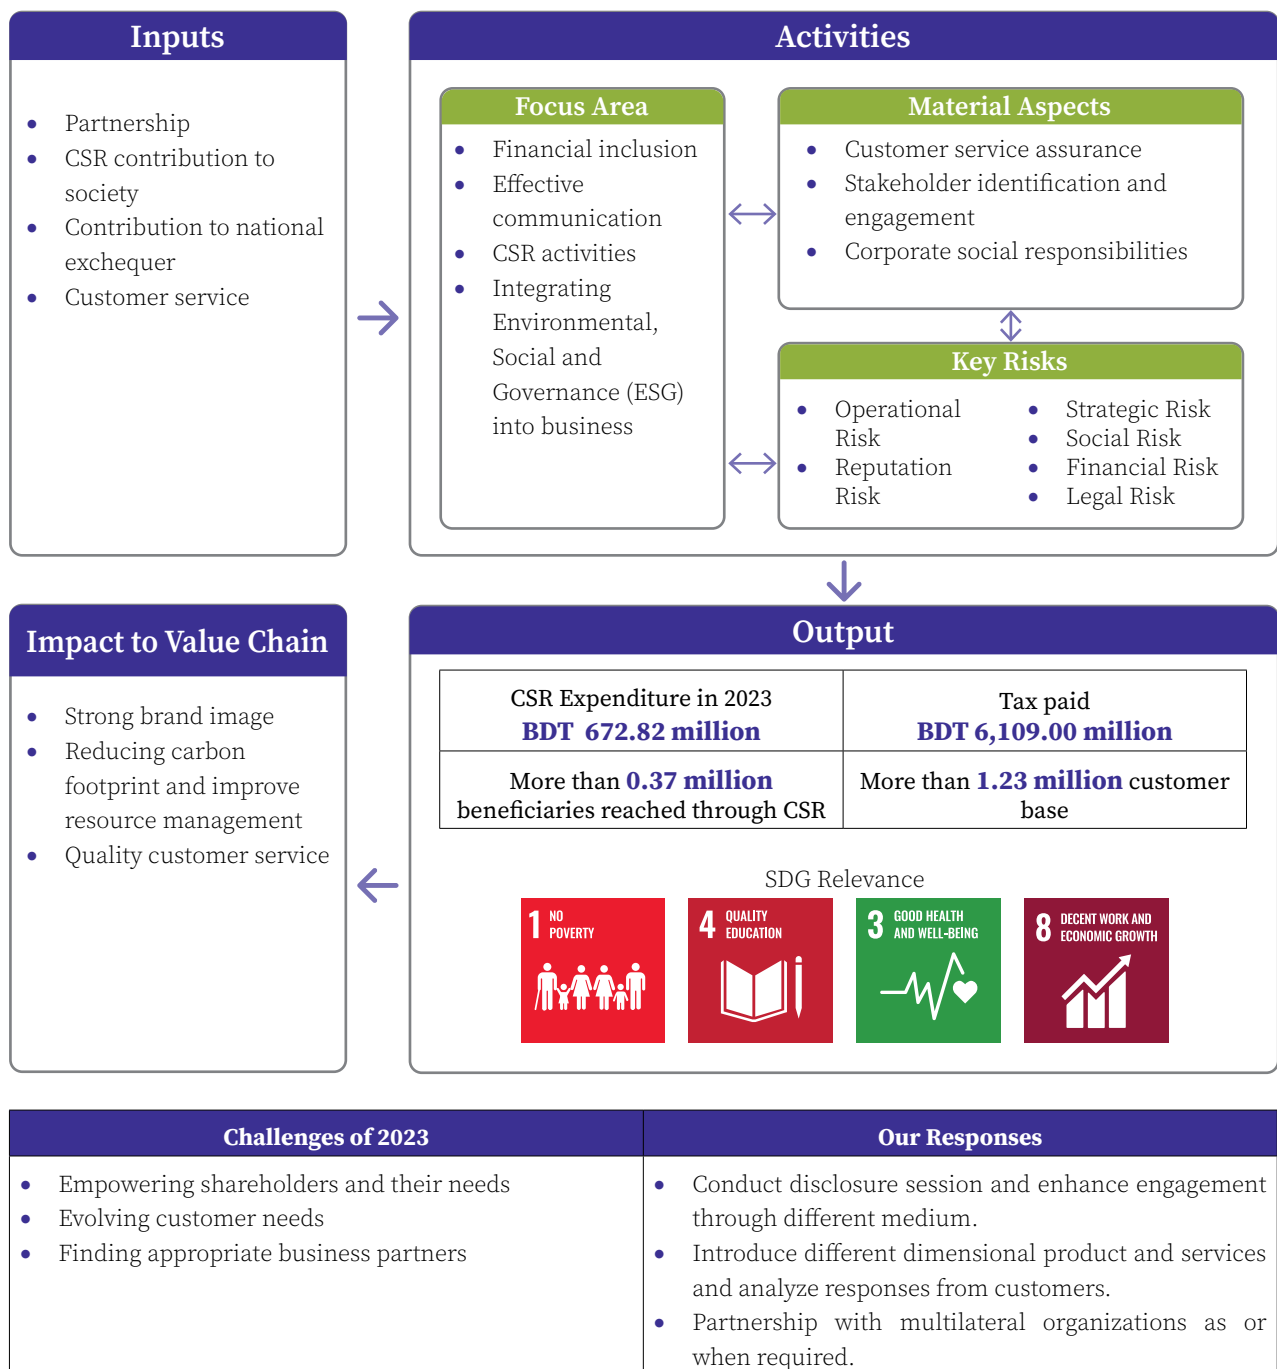 Inputs
Partnership
CSR contribution to
society
Contribution to national
exchequer
Customer service
Activities
Focus Area
Financial inclusion
Effective
communication
CSR activities
Integrating
Environmental,
Social and
Governance (ESG)
into business
Material Aspects
Customer service assurance
Stakeholder identification and
engagement
Corporate social responsibilities
Key Risks
Operational
Risk
Reputation
Risk
Strategic Risk
Social Risk
Financial Risk
Legal Risk
Impact to Value Chain
Strong brand image
Reducing carbon
footprint and improve
resource management
Quality customer service
Output
CSR Expenditure in 2023
BDT 672.82 million
Tax paid
BDT 6,109.00 million
More than 0.37 million
beneficiaries reached through CSR
More than 1.23 million customer
base
SDG Relevance
1 NO
POVERTY
4 QUALITY
EDUCATION
3 GOOD HEALTH
AND WELL-BEING
8 DECENT WORK AND
ECONOMIC GROWTH
Challenges of 2023
Empowering shareholders and their needs
Evolving customer needs
Finding appropriate business partners
Our Responses
Conduct disclosure session and enhance engagement
through different medium.
Introduce different dimensional product and services
and analyze responses from customers.
Partnership with multilateral organizations as or
when required.